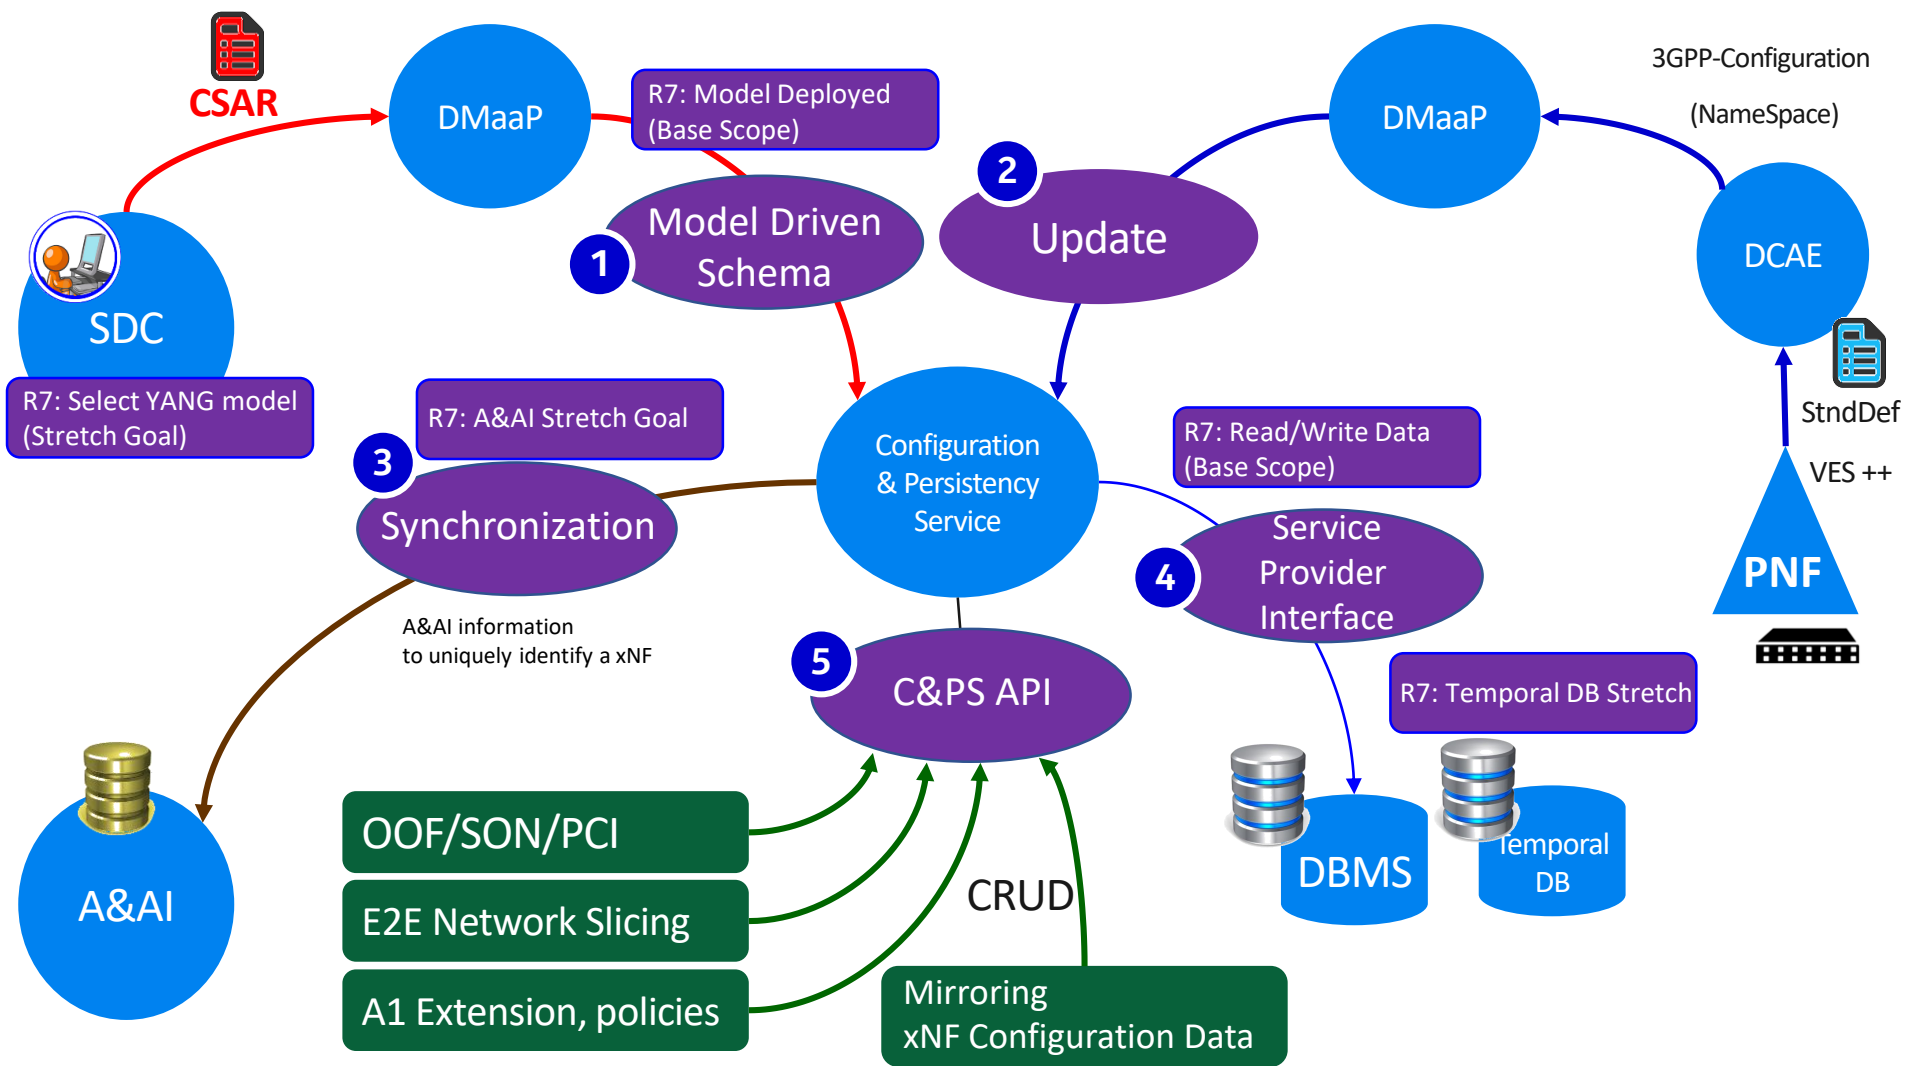 CSAR
DMaaP
R7: Model Deployed
(Base Scope)
DMaaP
3GPP-Configuration
(NameSpace)
2
Model Driven
Schema
1
Update
DCAE
SDC
R7: Select YANG model
(Stretch Goal)
R7: A&AI Stretch Goal
3
Synchronization
Configuration
& Persistency
Service
R7: Read/Write Data
(Base Scope)
StndDef
VES ++
Service
Provider
Interface
4
PNF
A&AI information
to uniquely identify a xNF
5
C&PS API
R7: Temporal DB Stretch
A&AI
OOF/SON/PCI
E2E Network Slicing
A1 Extension, policies
CRUD
Mirroring
xNF Configuration Data
DBMS
Temporal
DB